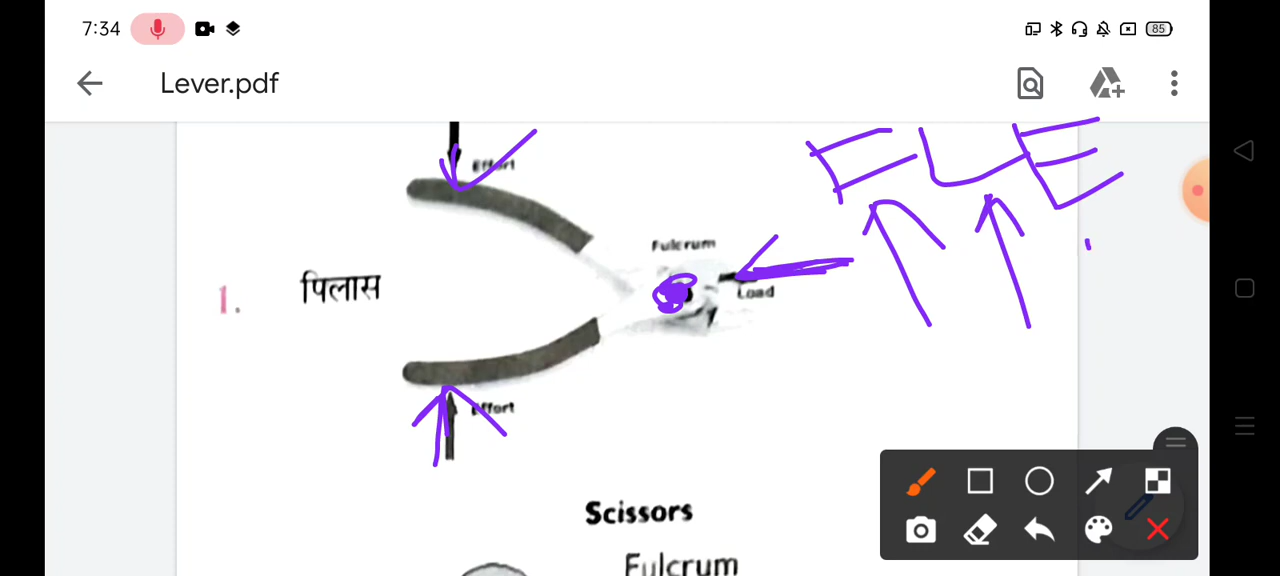 7:34 85
Lever.pdf
Effort
FLE
Fulcrum
1. पिलास
Load
Effort
Scissors
Fulcrum